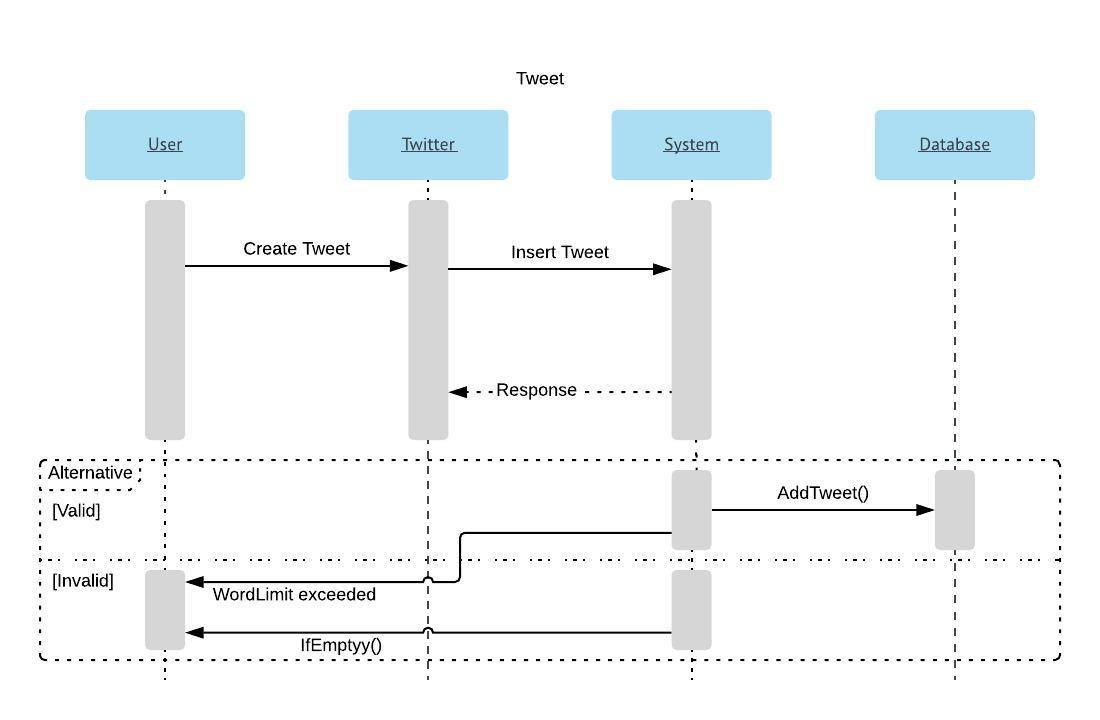 Tweet
User
Twitter
System
Database
Create Tweet
Insert Tweet
Response
Alternative
[Valid]
AddTweet()
[Invalid]
WordLimit exceeded
IfEmptyy()